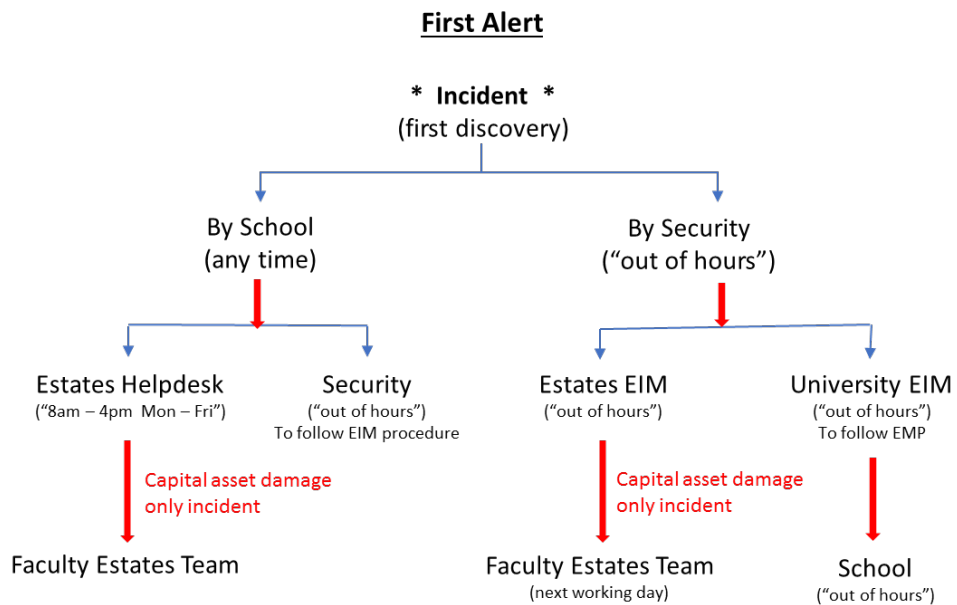 First Alert
* Incident *
(first discovery)
By School
(any time)
By Security
(“out of hours”)
Estates Helpdesk
(“8am – 4pm Mon – Fri”)
Security
(“out of hours”)
To follow EIM procedure
Estates EIM
(“out of hours”)
University EIM
(“out of hours”)
To follow EMP
Capital asset damage
only incident
Capital asset damage
only incident
Faculty Estates Team
Faculty Estates Team
(next working day)
School
(“out of hours”)